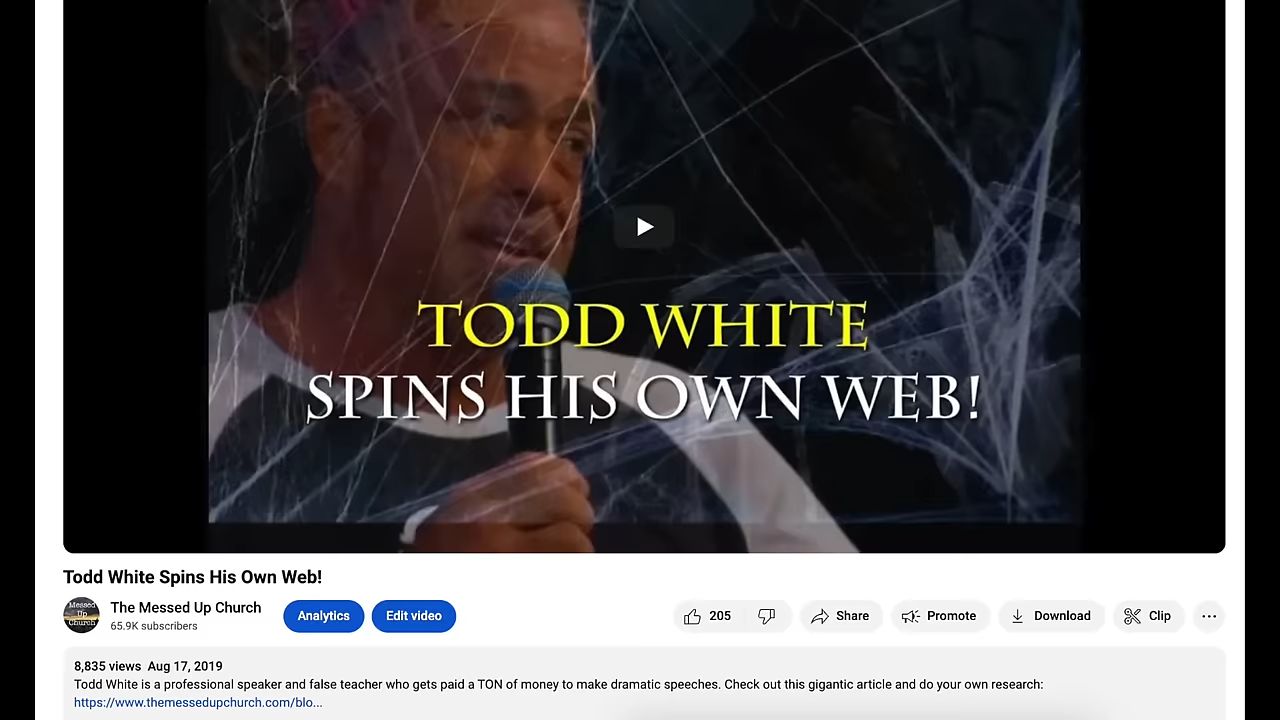 TODD WHITE
SPINS HIS OWN WEB!
Todd White Spins His Own Web!
Messed
Up
Church
The Messed Up Church
65.9K subscribers
Analytics
Edit video
205
Share
Promote
Download
Clip
8,835 views Aug 17, 2019
Todd White is a professional speaker and false teacher who gets paid a TON of money to make dramatic speeches. Check out this gigantic article and do your own research:
https://www.themessedupchurch.com/blo...